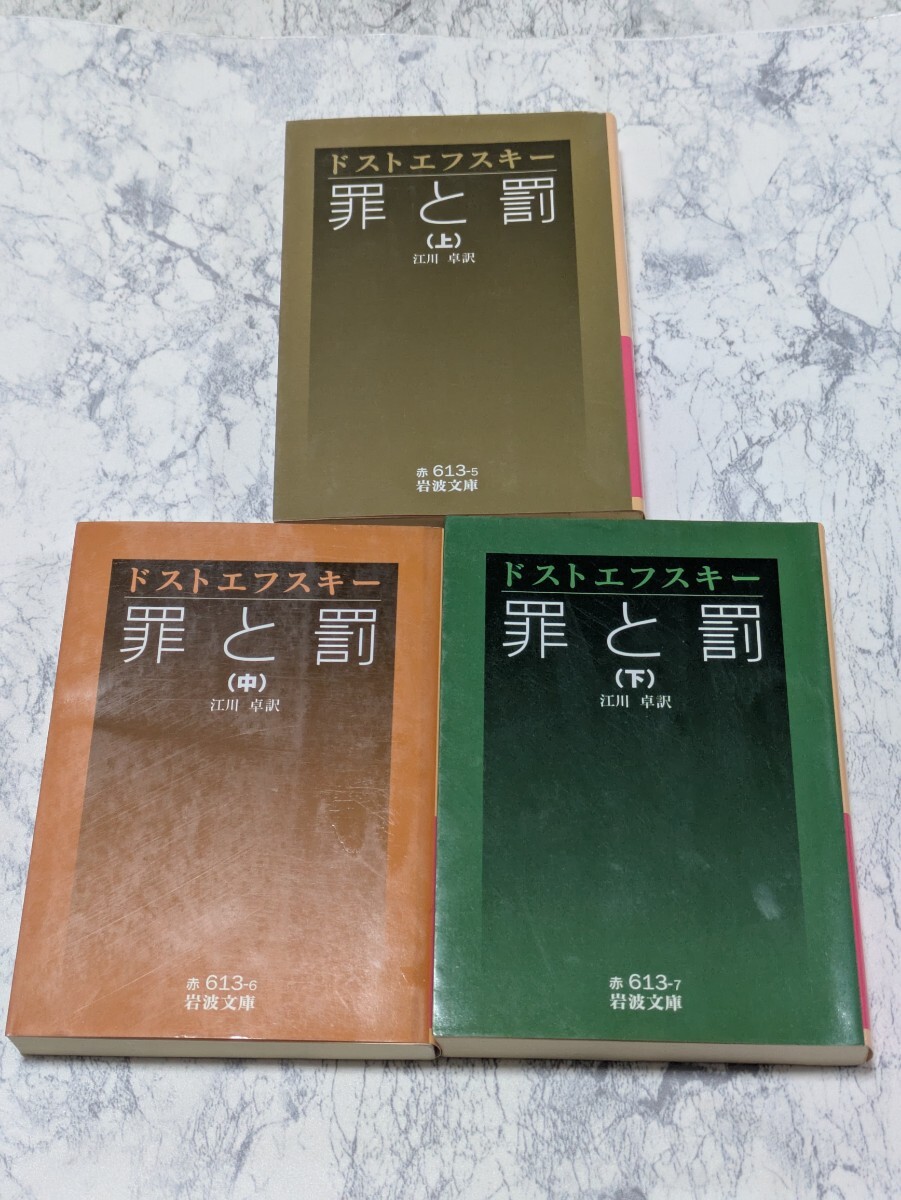 ドストエフスキー
罪と罰
(上)
江川 卓訳
赤 613-5
岩波文庫
ドストエフスキー
罪と罰
(中)
江川 卓訳
赤 613-6
岩波文庫
ドストエフスキー
罪と罰
(下)
江川 卓訳
赤 613-7
岩波文庫